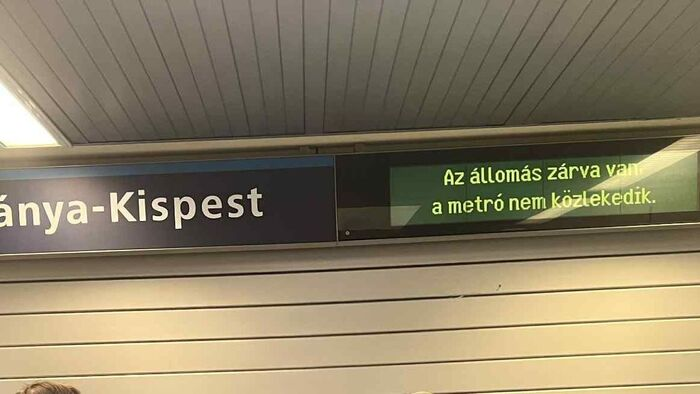 ánya-Kispest
Az állomás zárva van
a metró nem közlekedik.